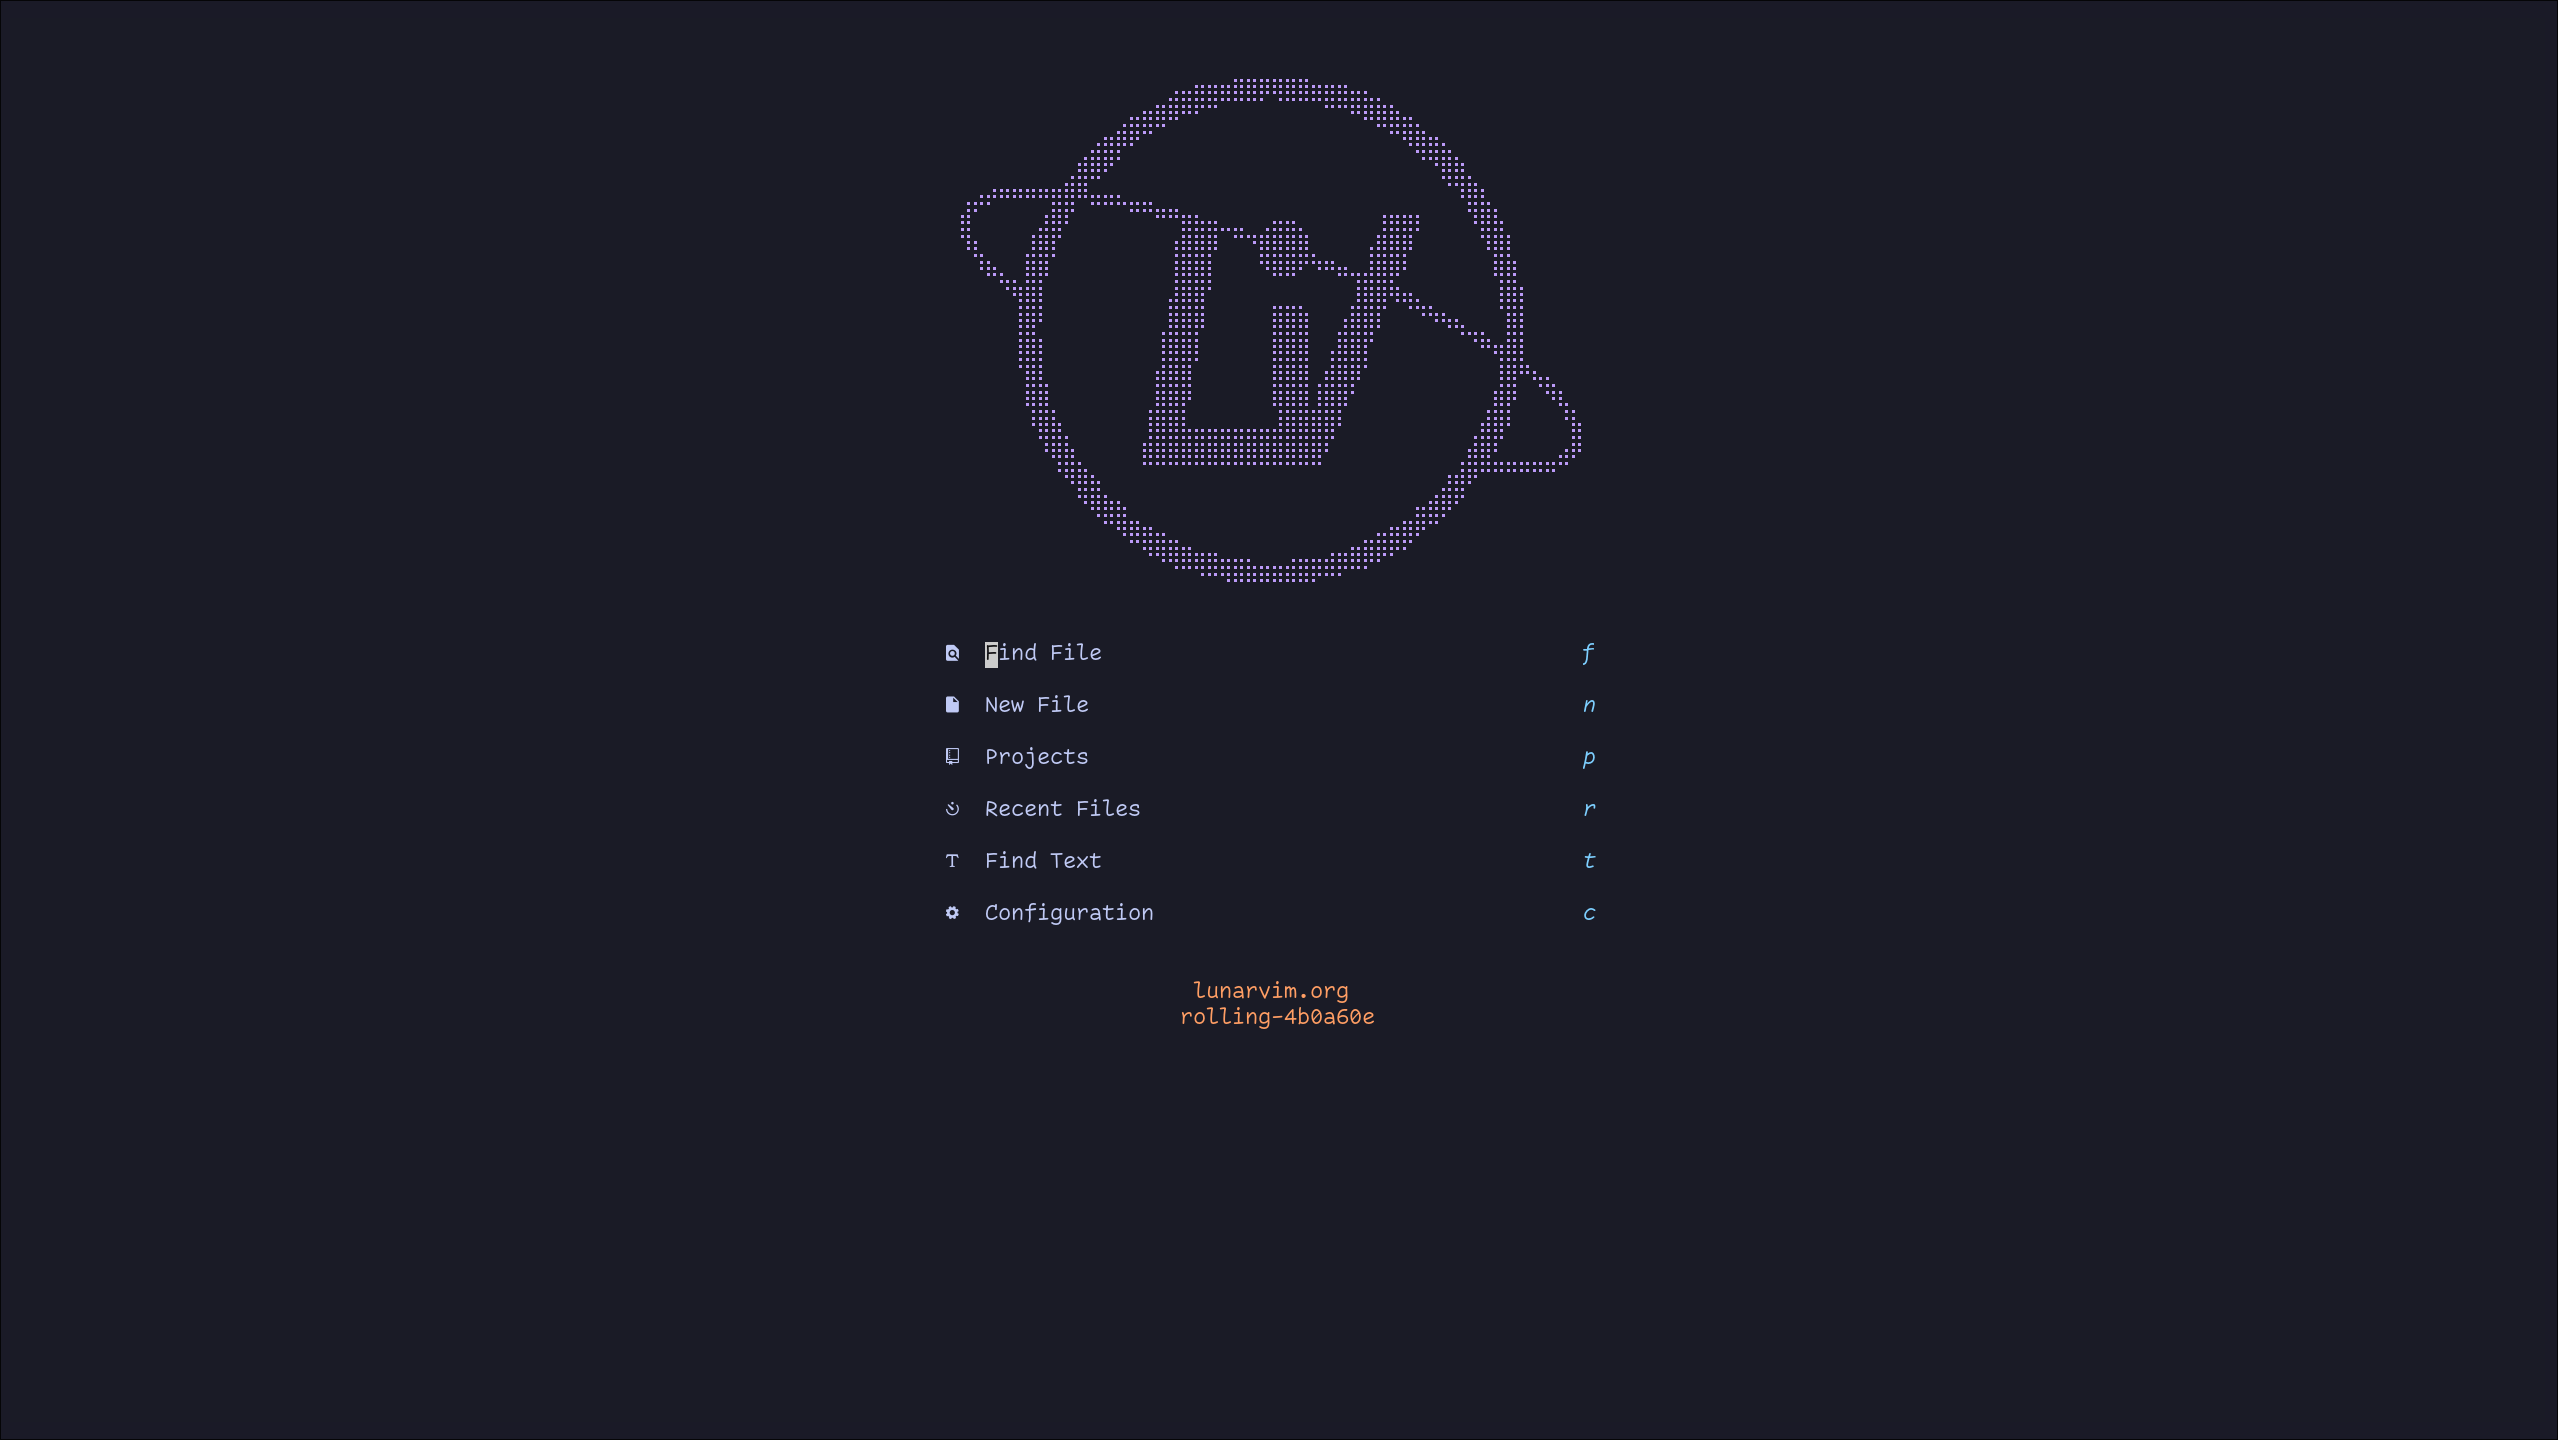 Find File f
New File n
Projects p
Recent Files r
Find Text t
Configuration c
lunarvim.org
rolling-4b0a60e